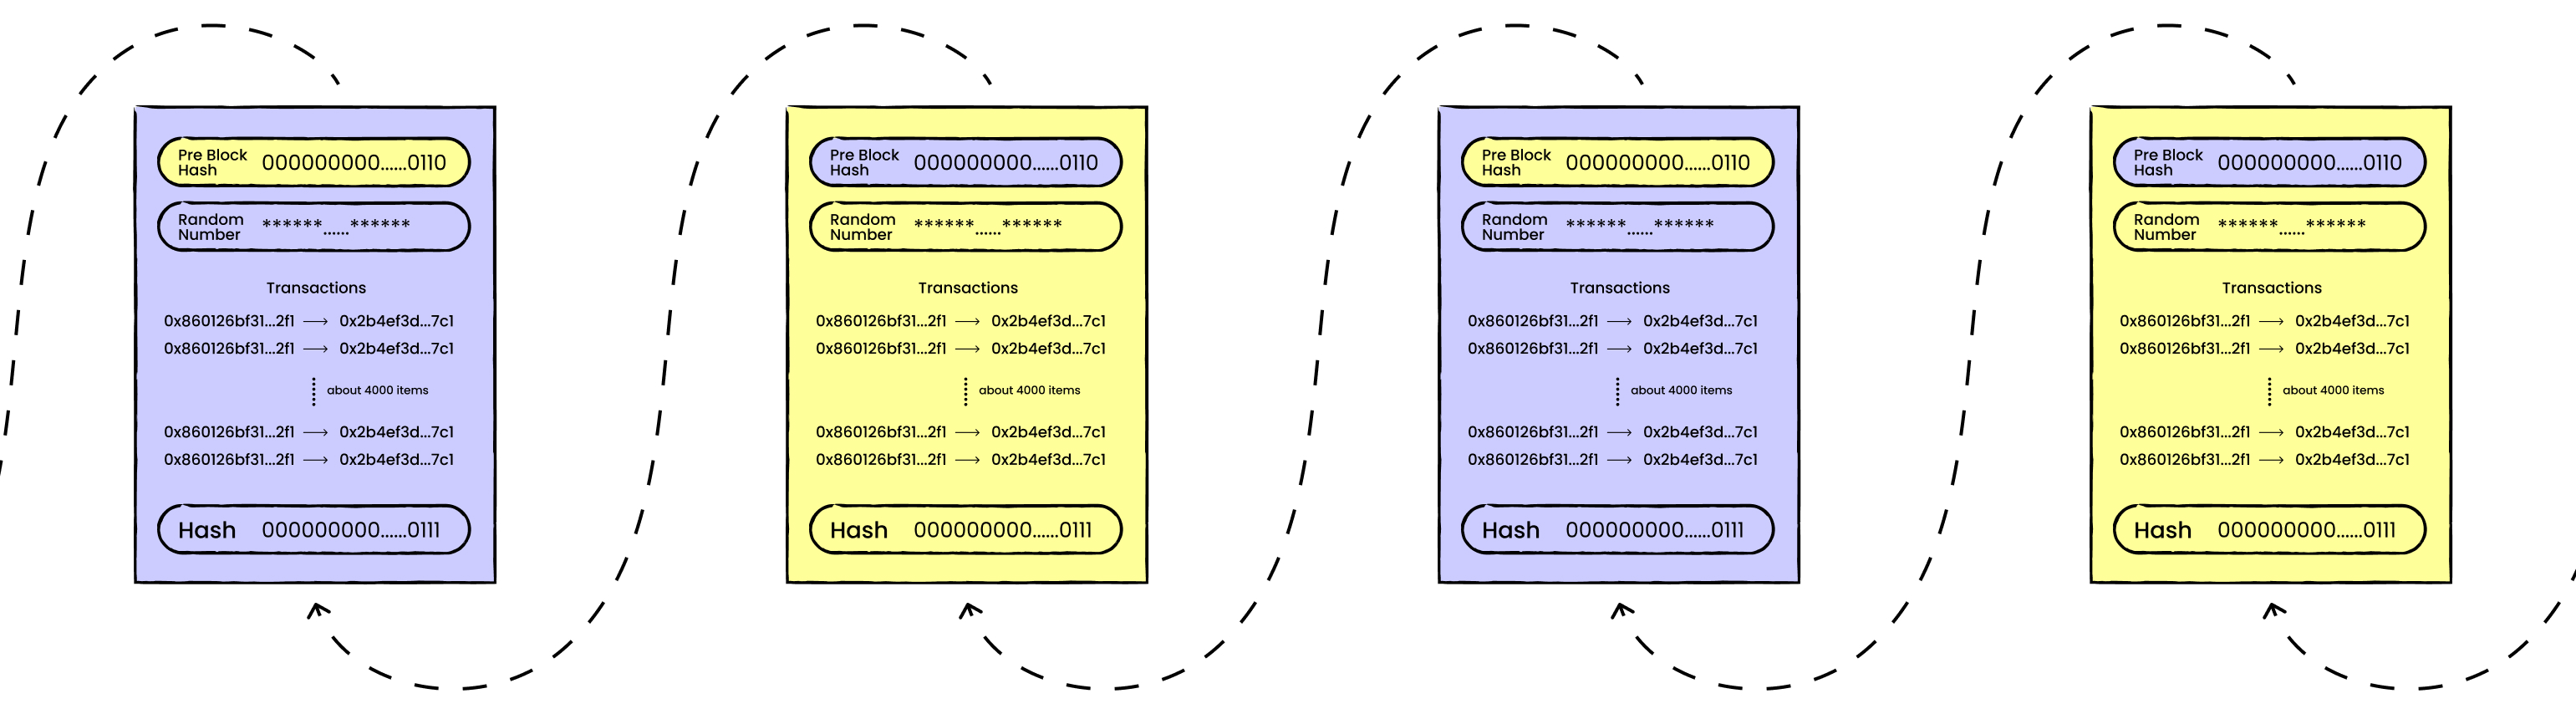 Pre Block
Hash
000000000......0110
Random
Number
******......******
Transactions
0x860126bf31...2f1 → 0x2b4ef3d...7c1
0x860126bf31...2f1 → 0x2b4ef3d...7c1
about 4000 items
0x860126bf31...2f1 → 0x2b4ef3d...7c1
0x860126bf31...2f1 → 0x2b4ef3d...7c1
Hash 000000000......0111
Pre Block
Hash
000000000......0110
Random
Number
******......******
Transactions
0x860126bf31...2f1 → 0x2b4ef3d...7c1
0x860126bf31...2f1 → 0x2b4ef3d...7c1
about 4000 items
0x860126bf31...2f1 → 0x2b4ef3d...7c1
0x860126bf31...2f1 → 0x2b4ef3d...7c1
Hash 000000000......0111
Pre Block
Hash
000000000......0110
Random
Number
******......******
Transactions
0x860126bf31...2f1 → 0x2b4ef3d...7c1
0x860126bf31...2f1 → 0x2b4ef3d...7c1
about 4000 items
0x860126bf31...2f1 → 0x2b4ef3d...7c1
0x860126bf31...2f1 → 0x2b4ef3d...7c1
Hash 000000000......0111
Pre Block
Hash
000000000......0110
Random
Number
******......******
Transactions
0x860126bf31...2f1 → 0x2b4ef3d...7c1
0x860126bf31...2f1 → 0x2b4ef3d...7c1
about 4000 items
0x860126bf31...2f1 → 0x2b4ef3d...7c1
0x860126bf31...2f1 → 0x2b4ef3d...7c1
Hash 000000000......0111